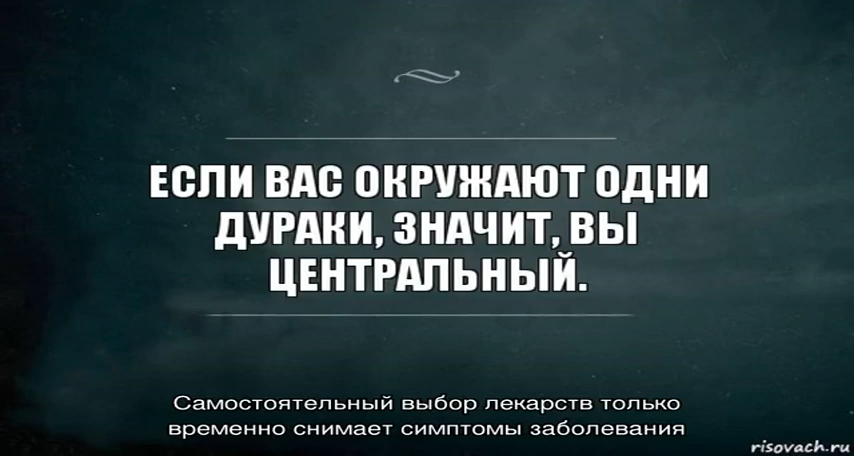 ЕСЛИ ВАС ОКРУЖАЮТ ОДНИ
ДУРАКИ, ЗНАЧИТ, ВЫ
ЦЕНТРАЛЬНЫЙ.
Самостоятельный выбор лекарств только
временно снимает симптомы заболевания
risovach.ru